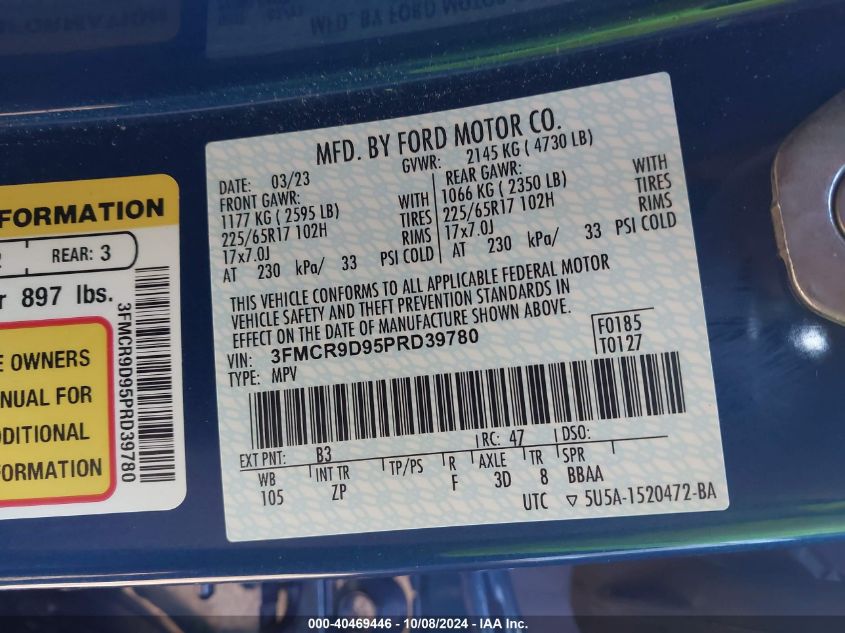 MFD. BY FORD MOTOR CO.
DATE: 03/23 GVWR: 2145 KG ( 4730 LB)
FRONT GAWR: WITH REAR GAWR: WITH
1177 KG ( 2595 LB) TIRES 1066 KG ( 2350 LB) TIRES
225/65R17 102H RIMS 225/65R17 102H RIMS
17x7.0J 17x7.0J
AT 230 kPa/ 33 PSI COLD AT 230 kPa/ 33 PSI COLD
THIS VEHICLE CONFORMS TO ALL APPLICABLE FEDERAL MOTOR
VEHICLE SAFETY AND THEFT PREVENTION STANDARDS IN
EFFECT ON THE DATE OF MANUFACTURE SHOWN ABOVE.
VIN: 3FMCR9D95PRD39780 F0185
TYPE: MPV T0127
EXT PNT: B3 RC: 47 DSO:
WB INT TR TP/PS R AXLE TR SPR
105 ZP F 3D 8 BBAA
UTC ▽ 5U5A-1520472-BA
FORMATION
REAR: 3
897 lbs.
3FMCR9D95PRD39780
OWNERS
FOR
FORMATION
000-40469446 - 10/08/2024 - IAA Inc.